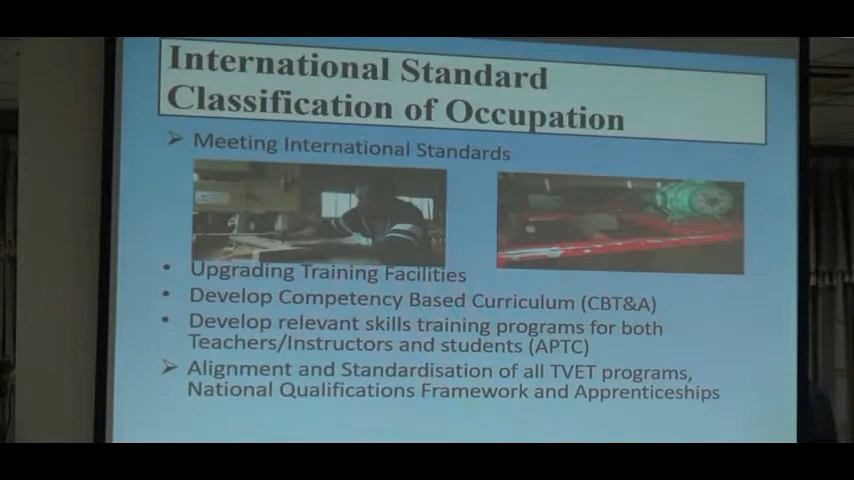 International Standard
Classification of Occupation
➢ Meeting International Standards
• Upgrading Training Facilities
• Develop Competency Based Curriculum (CBT&A)
• Develop relevant skills training programs for both
Teachers/Instructors and students (APTC)
➢ Alignment and Standardisation of all TVET programs,
National Qualifications Framework and Apprenticeships